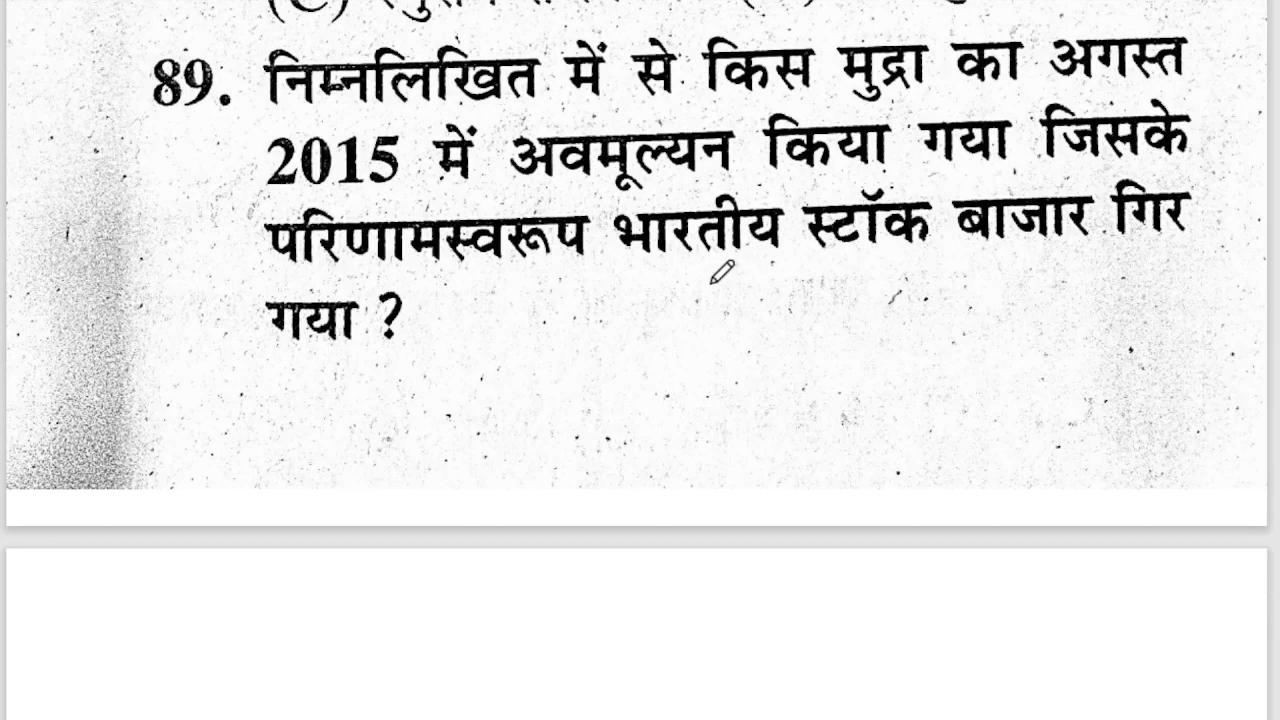 89. निम्नलिखित में से किस मुद्रा का अगस्त
2015 में अवमूल्यन किया गया जिसके
परिणामस्वरूप भारतीय स्टॉक बाजार गिर
गया ?